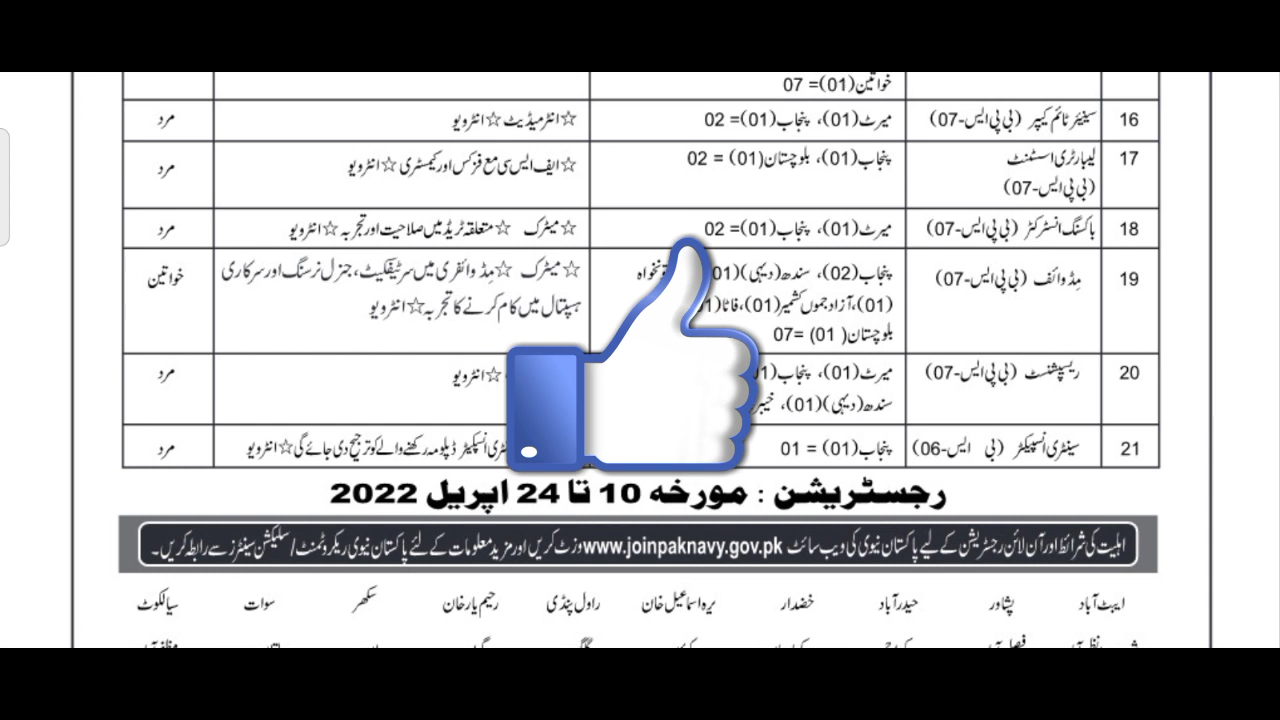 خواتین(01)= 07
16 سینئر ٹائم کیپر (بی پی ایس-07) میرٹ(01)، پنجاب(01)= 02 ☆انٹرمیڈیٹ ☆انٹرویو مرد
17 لیبارٹری اسسٹنٹ پنجاب(01)، بلوچستان(01)= 02 ☆ایف ایس سی مع فزکس اور کیمسٹری ☆انٹرویو مرد
(بی پی ایس-07)
18 باکسنگ انسٹرکٹر (بی پی ایس-07) میرٹ(01)، پنجاب(01)= 02 ☆میٹرک ☆متعلقہ ٹریڈ میں صلاحیت اور تجربہ ☆انٹرویو مرد
19 مِڈ وائف (بی پی ایس-07) پنجاب(02)، سندھ(دیہی)(01) ☆میٹرک ☆مِڈ وائفری میں سرٹیفکیٹ، جنرل نرسنگ اور سرکاری خواتین
(01)،آزاد جموں کشمیر(01)،فاٹا ہسپتال میں کام کرنے کا تجربہ ☆انٹرویو
بلوچستان( 01) =07
20 ریسپشنسٹ (بی پی ایس-07) میرٹ(01)، پنجاب ☆انٹرویو مرد
سندھ(دیہی)(01)،
21 سینٹری انسپکٹر (بی ایس-06) پنجاب(01) = 01 انسپکٹر ڈپلومہ رکھنے والے کو ترجیح دی جائے گی ☆انٹرویو مرد
رجسٹریشن : مورخہ 10 تا 24 اپریل 2022
اہلیت کی شرائط اور آن لائن رجسٹریشن کے لیے پاکستان نیوی کی ویب سائٹ www.joinpaknavy.gov.pk وزٹ کریں اور مزید معلومات کے لئے پاکستان نیوی ریکروٹمنٹ/سلیکشن سینٹرز سے رابطہ کریں۔
ایبٹ آباد پشاور حیدرآباد خضدار یرہ اسماعیل خان راولپنڈی رحیم یار خان سکھر سوات سیالکوٹ